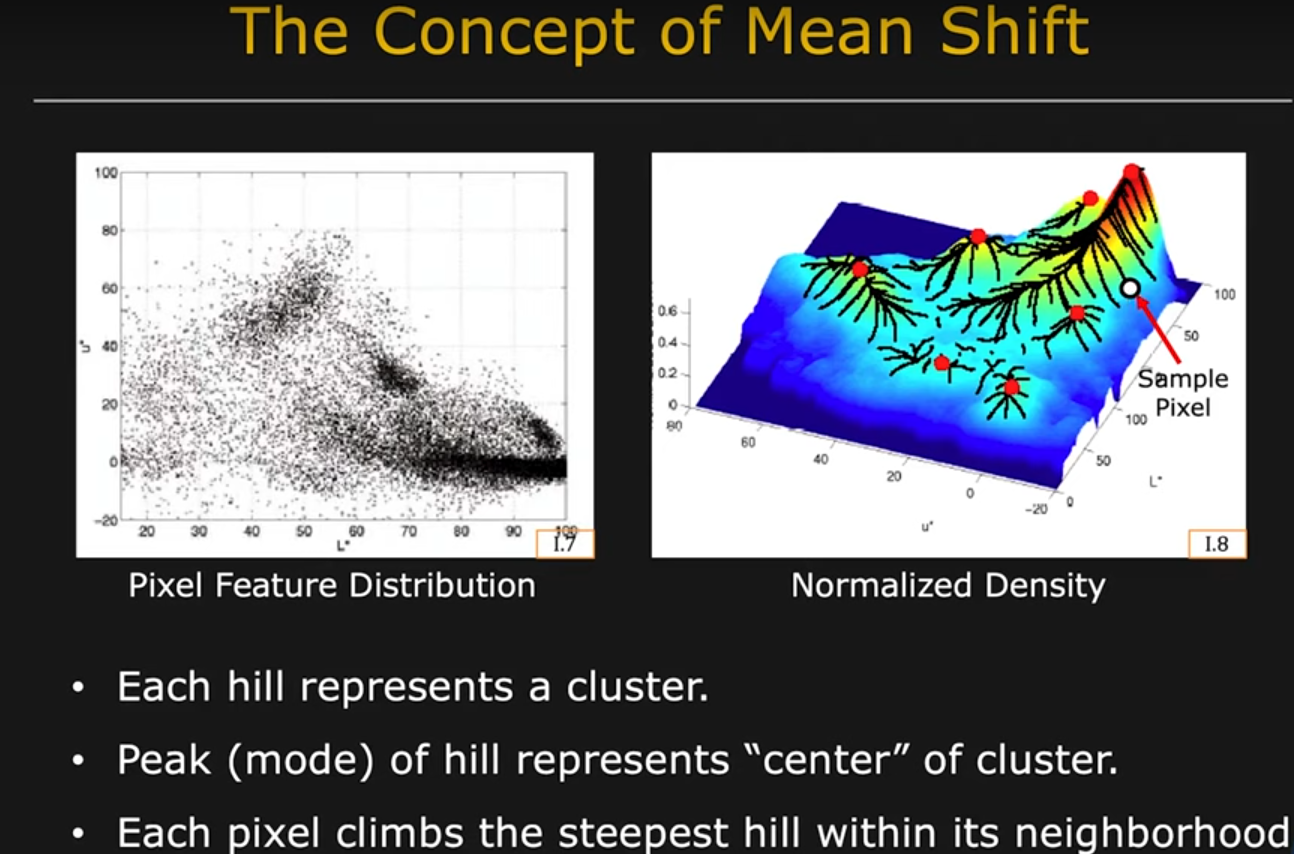 The Concept of Mean Shift
100
80
60
40
20
0
-20
u*
20
30
40
50
60
70
80
90
100
L*
I.7
0.6
0.4
0.2
0
80
60
40
20
0
-20
u*
100
50
Sample
Pixel
100
50
0
L*
I.8
Pixel Feature Distribution
Normalized Density
• Each hill represents a cluster.
• Peak (mode) of hill represents “center” of cluster.
• Each pixel climbs the steepest hill within its neighborhood